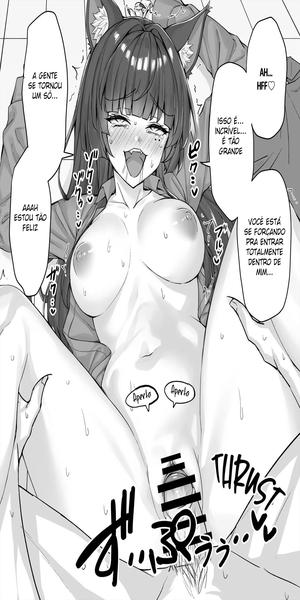 AH...
HFF♡
A GENTE
SE TORNOU
UM SÓ...
ISSO É...
INCRÍVEL...
É TÃO
GRANDE
VOCÊ ESTÁ
SE FORÇANDO
PRA ENTRAR
TOTALMENTE
DENTRO DE
MIM...
AAAH
ESTOU TÃO
FELIZ
Aperto
Aperto
THRUST